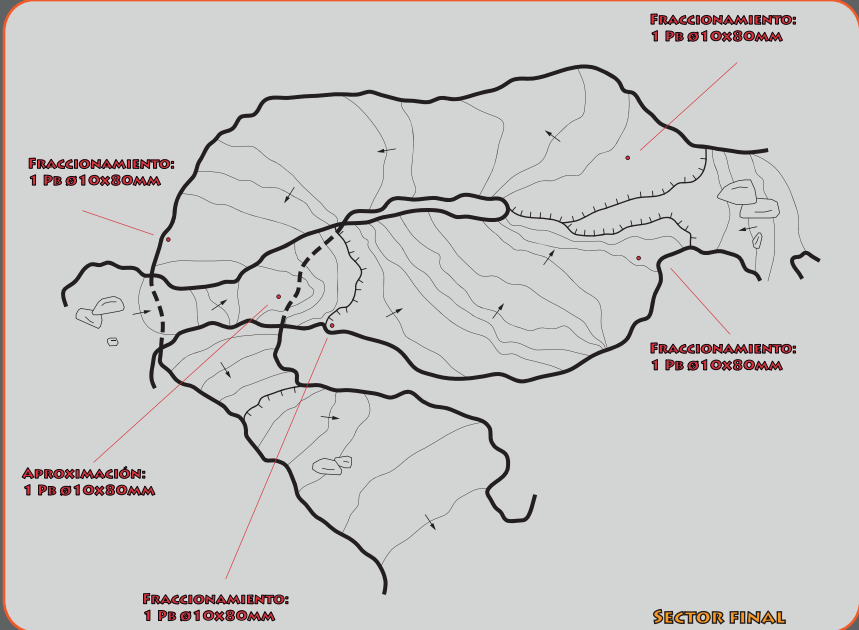 Fraccionamiento:
1 Pb ø10x80mm
Fraccionamiento:
1 Pb ø10x80mm
Fraccionamiento:
1 Pb ø10x80mm
Aproximación:
1 Pb ø10x80mm
Fraccionamiento:
1 Pb ø10x80mm
Sector final